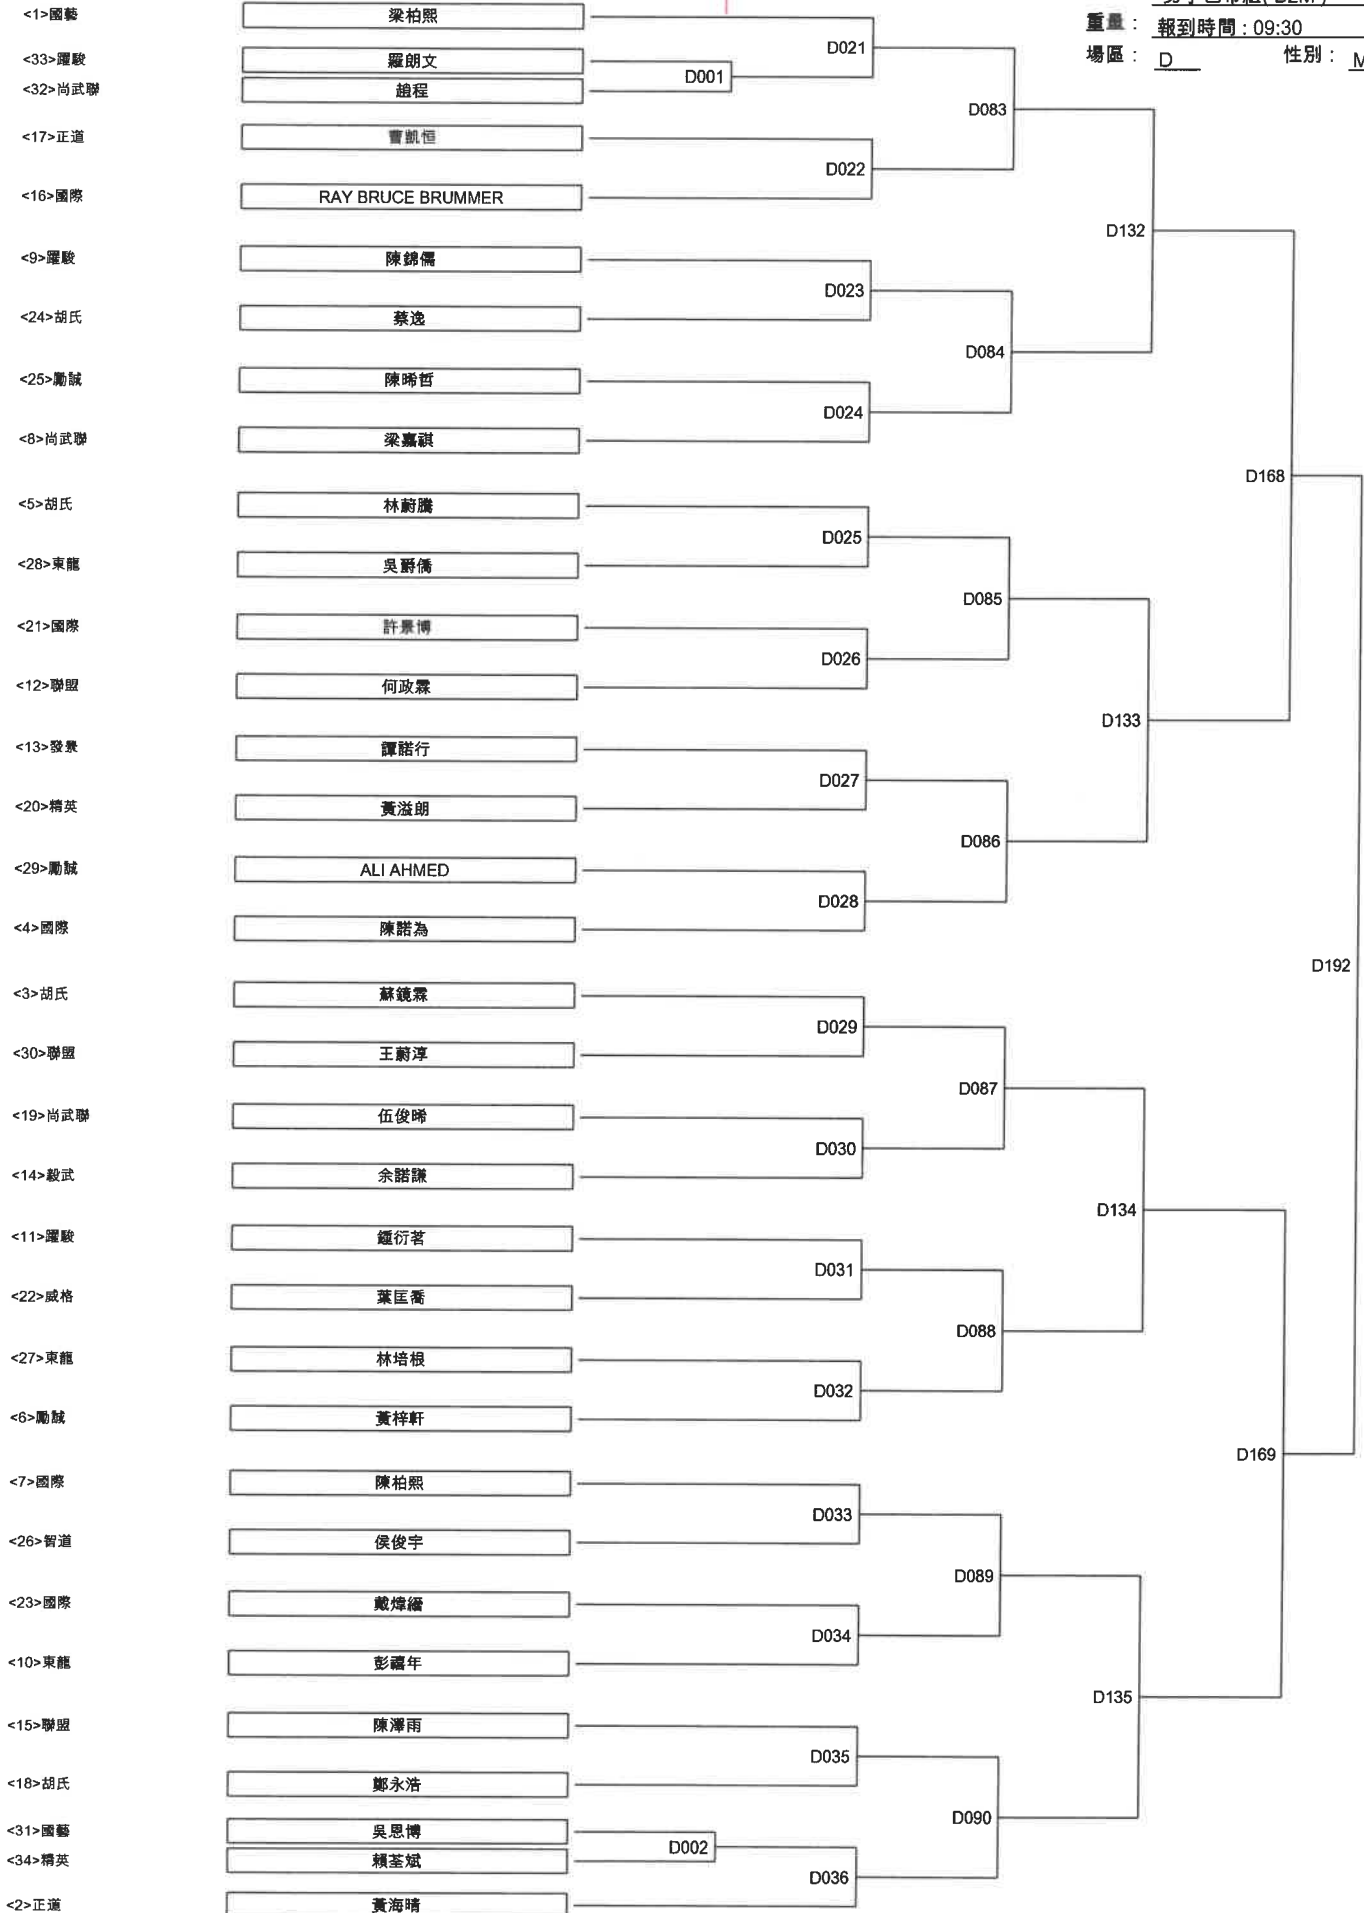 <1>國藝 梁柏熙
重量： 報到時間：09:30
場區： D 性別： M
<33>躍駿 羅朗文
<32>尚武聯 趙程
D001
D021
<17>正道 曹凱恒
<16>國際 RAY BRUCE BRUMMER
D022
D083
<9>躍駿 陳錦儒
<24>胡氏 蔡逸
D023
<25>勵誠 陳晞哲
<8>尚武聯 梁嘉祺
D024
D084
D132
<5>胡氏 林蔚騰
<28>東龍 吳爵僑
D025
<21>國際 許景博
<12>聯盟 何政霖
D026
D085
<13>發景 譚諾行
<20>精英 黃溢朗
D027
<29>勵誠 ALI AHMED
<4>國際 陳諾為
D028
D086
D133
D168
<3>胡氏 蘇鏡霖
<30>聯盟 王蔚淳
D029
<19>尚武聯 伍俊晞
<14>毅武 余諾謙
D030
D087
<11>躍駿 鍾衍茗
<22>威格 葉匡喬
D031
<27>東龍 林培根
<6>勵誠 黃梓軒
D032
D088
D134
<7>國際 陳柏熙
<26>智道 侯俊宇
D033
<23>國際 戴煒縉
<10>東龍 彭禧年
D034
D089
<15>聯盟 陳澤雨
<18>胡氏 鄭永浩
D035
<31>國藝 吳恩博
<34>精英 賴荃斌
D002
<2>正道 黃海晴
D036
D090
D135
D169
D192